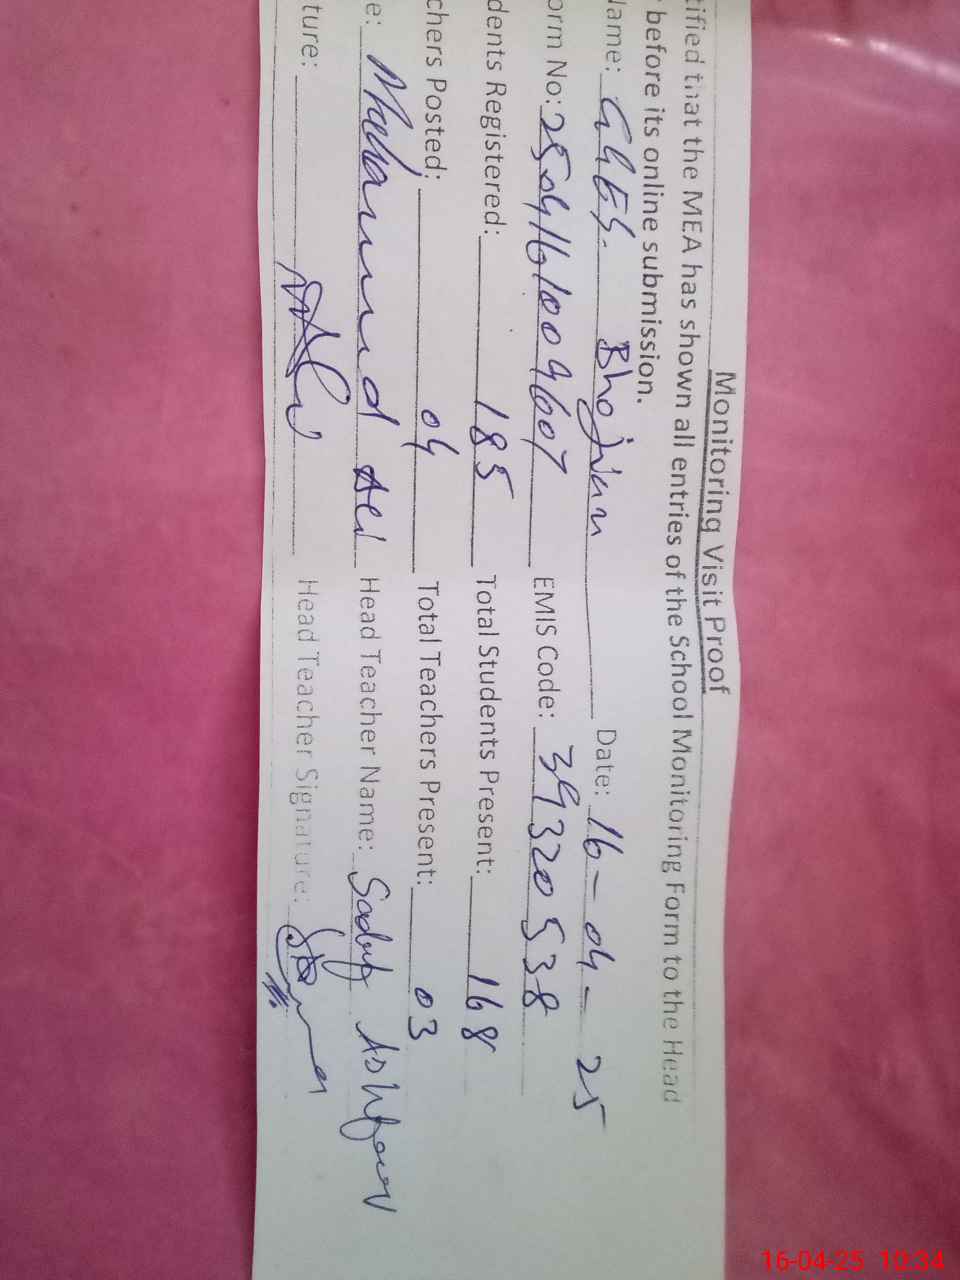 Monitoring Visit Proof
tified that the MEA has shown all entries of the School Monitoring Form to the Head
before its online submission.
Name: GGES. Bhojwan Date: 16-04-25
orm No: 2504161009607 EMIS Code: 39320538
dents Registered: 185 Total Students Present: 168
chers Posted: 04 Total Teachers Present: 03
e: Muhammad Head Teacher Name: Ashfaq
ture: Head Teacher Signature:
16-04-25 10:34